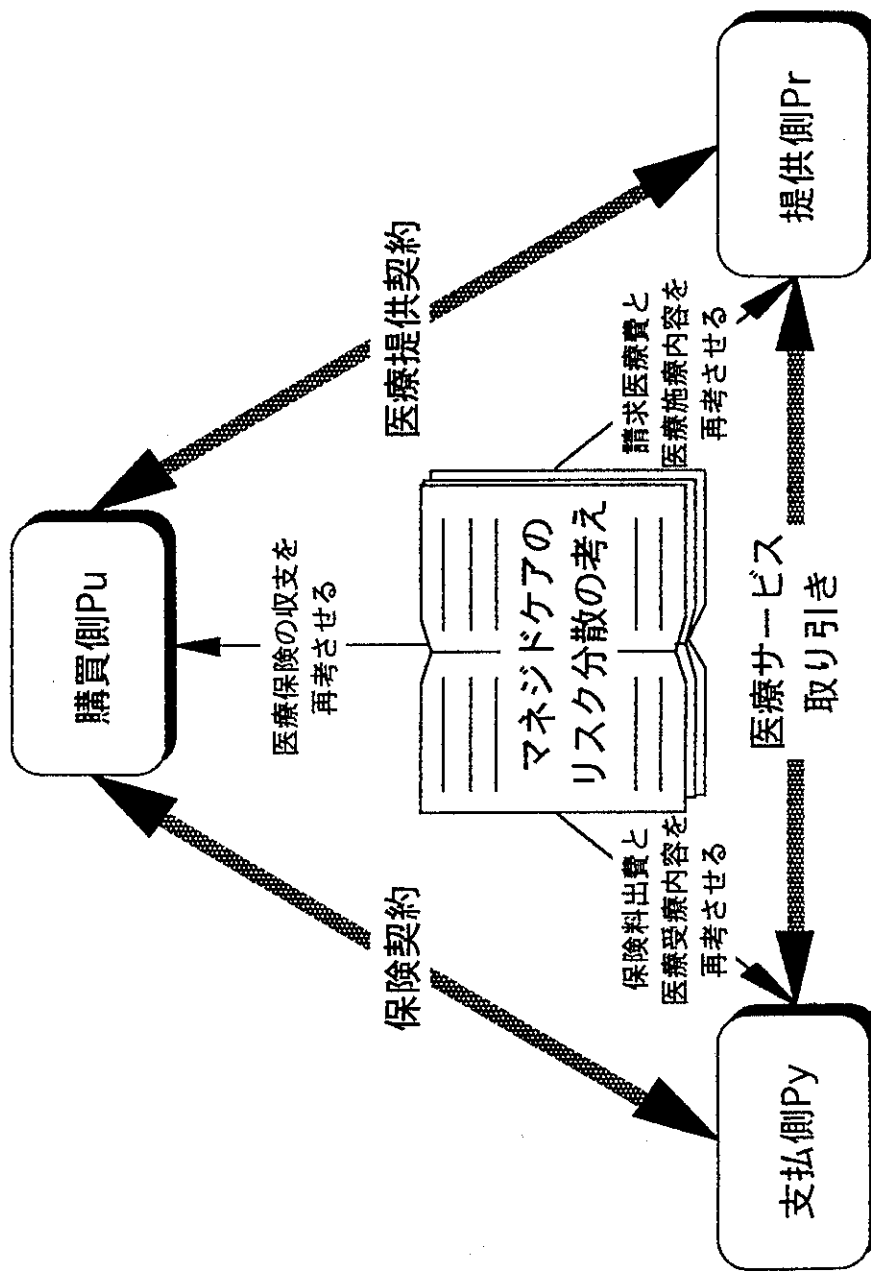 購買側Pu
医療保険の収支を
再考させる
保険契約
医療提供契約
マネジドケアの
リスク分散の考え
保険料出費と
医療受療内容を
再考させる
請求医療費と
医療施療内容を
再考させる
医療サービス
取り引き
支払側Py
提供側Pr